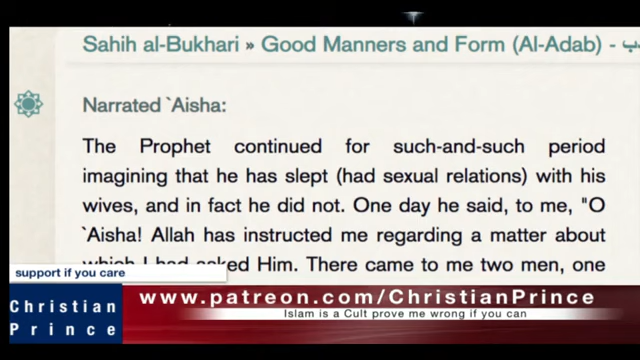 Sahih al-Bukhari » Good Manners and Form (Al-Adab) -
Narrated `Aisha:
The Prophet continued for such-and-such period
imagining that he has slept (had sexual relations) with his
wives, and in fact he did not. One day he said, to me, "O
`Aisha! Allah has instructed me regarding a matter about
which I had asked Him. There came to me two men, one
support if you care
Christian
Prince
www.patreon.com/ChristianPrince
Islam is a Cult prove me wrong if you can